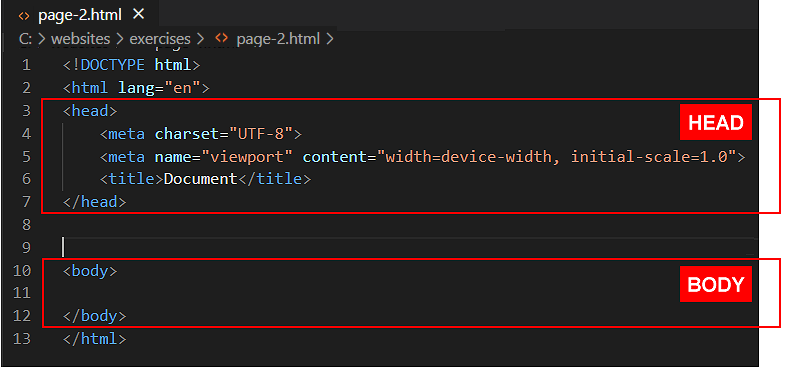 <> page-2.html ×
C: > websites > exercises > <> page-2.html >
1 <!DOCTYPE html>
2 <html lang="en">
3 <head>
HEAD
4     <meta charset="UTF-8">
5     <meta name="viewport" content="width=device-width, initial-scale=1.0">
6     <title>Document</title>
7 </head>
8
9
10 <body>
BODY
11
12 </body>
13 </html>